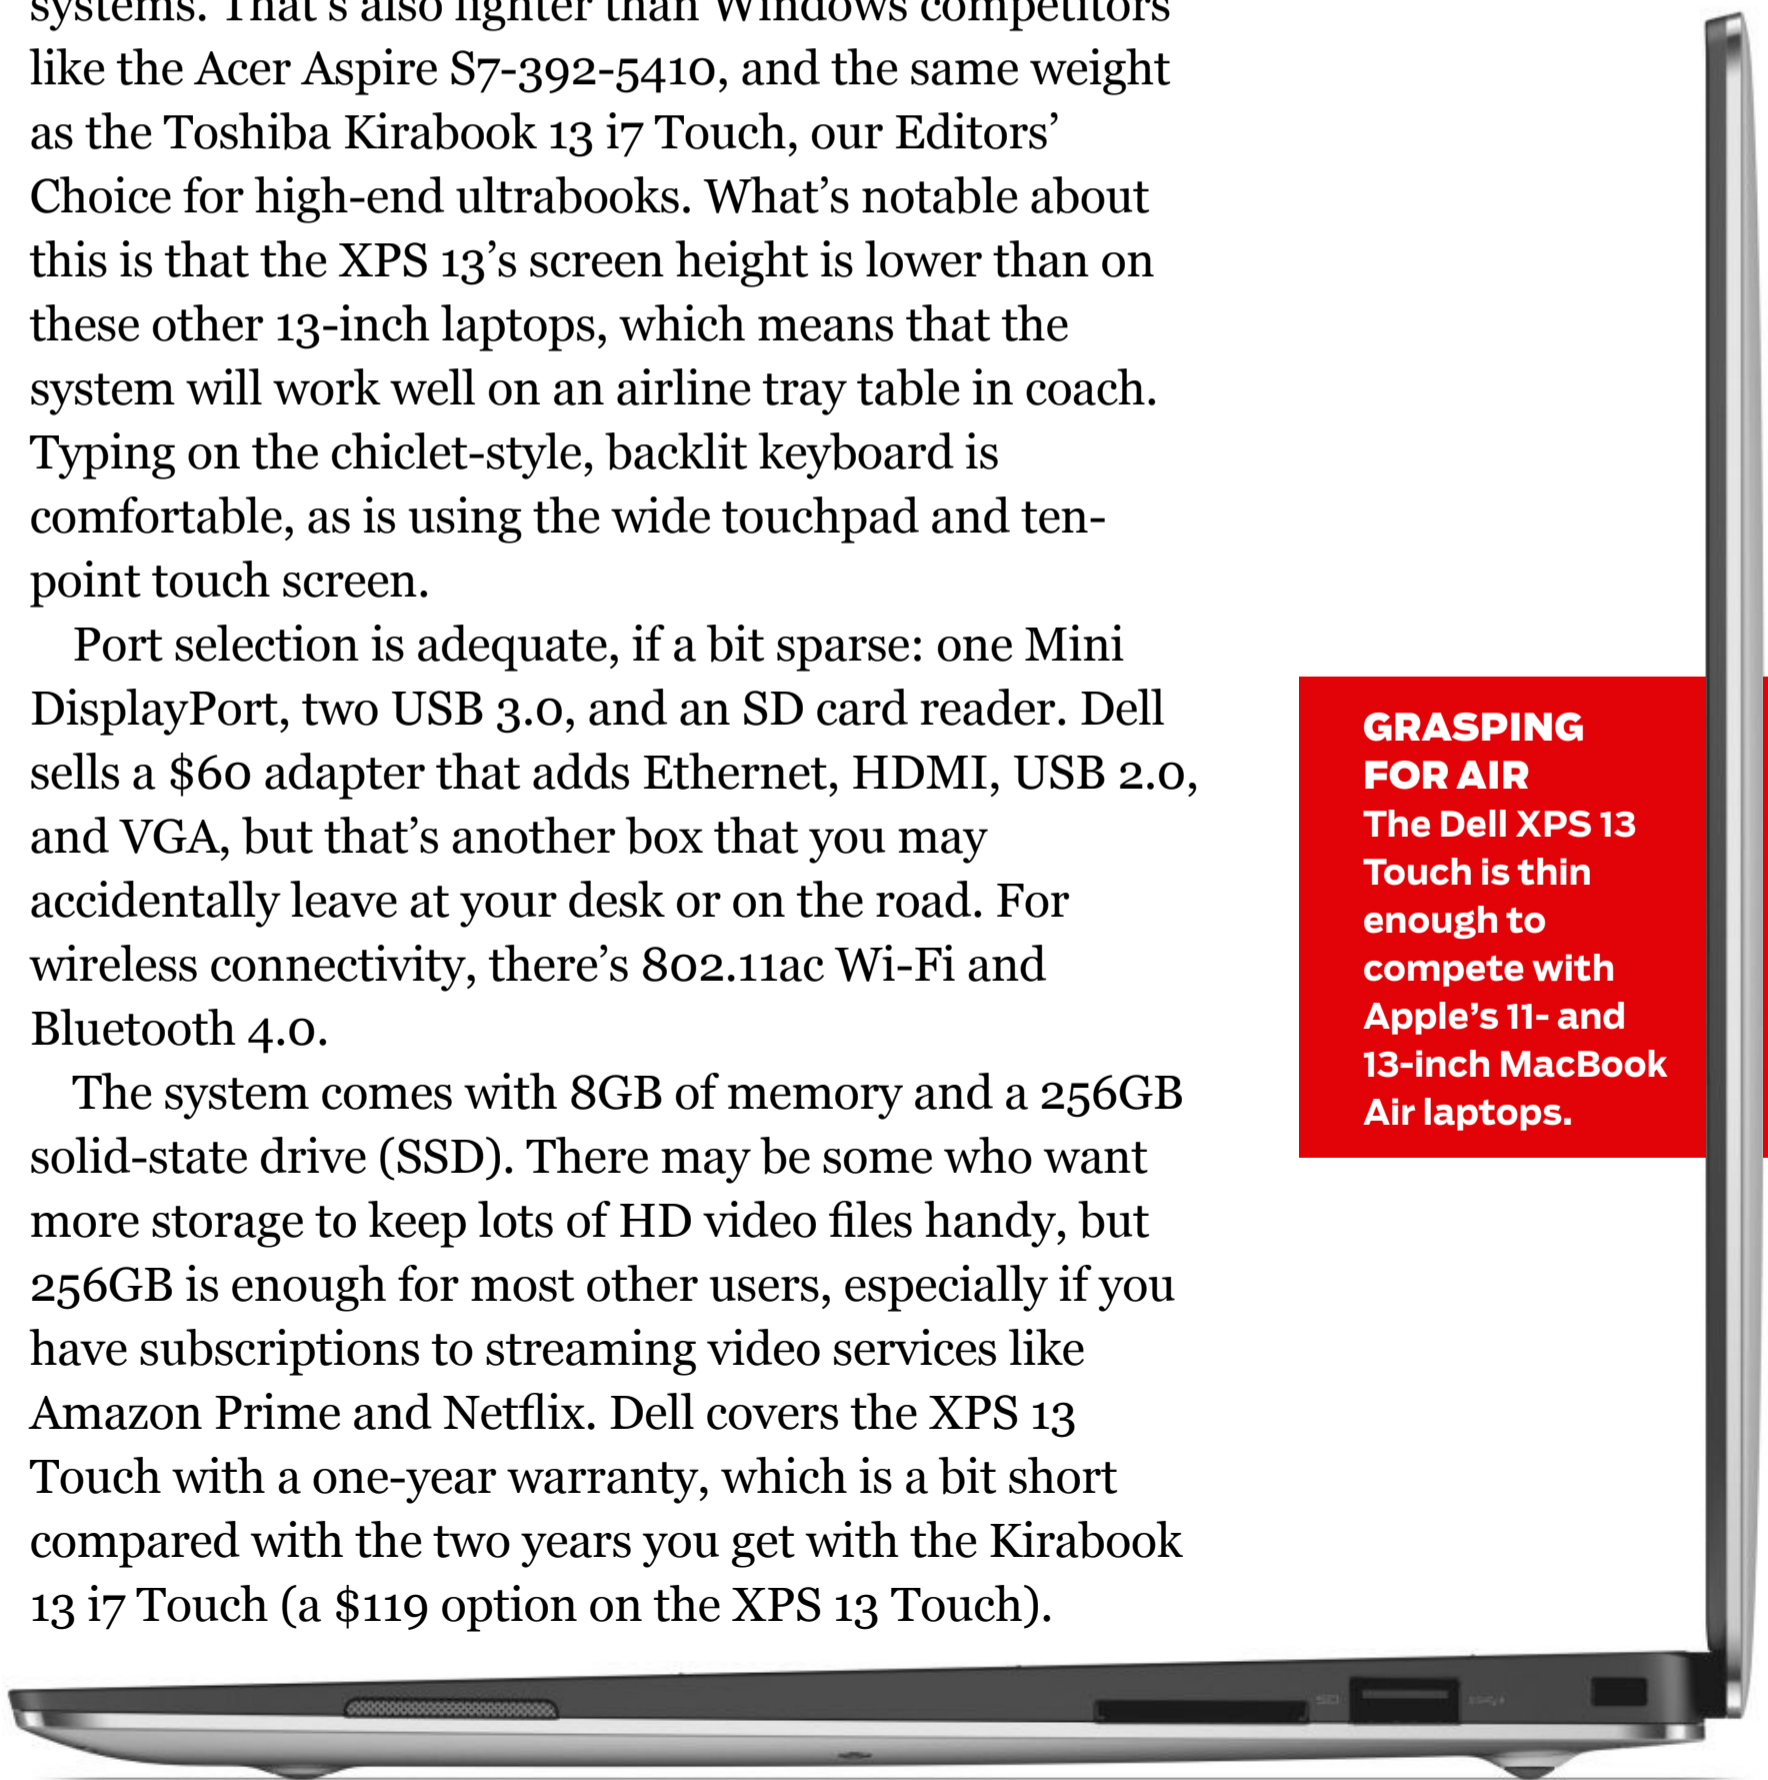 systems. That’s also lighter than Windows competitors
like the Acer Aspire S7-392-5410, and the same weight
as the Toshiba Kirabook 13 i7 Touch, our Editors’
Choice for high-end ultrabooks. What’s notable about
this is that the XPS 13’s screen height is lower than on
these other 13-inch laptops, which means that the
system will work well on an airline tray table in coach.
Typing on the chiclet-style, backlit keyboard is
comfortable, as is using the wide touchpad and ten-
point touch screen.
Port selection is adequate, if a bit sparse: one Mini
DisplayPort, two USB 3.0, and an SD card reader. Dell
sells a $60 adapter that adds Ethernet, HDMI, USB 2.0,
and VGA, but that’s another box that you may
accidentally leave at your desk or on the road. For
wireless connectivity, there’s 802.11ac Wi-Fi and
Bluetooth 4.0.
The system comes with 8GB of memory and a 256GB
solid-state drive (SSD). There may be some who want
more storage to keep lots of HD video files handy, but
256GB is enough for most other users, especially if you
have subscriptions to streaming video services like
Amazon Prime and Netflix. Dell covers the XPS 13
Touch with a one-year warranty, which is a bit short
compared with the two years you get with the Kirabook
13 i7 Touch (a $119 option on the XPS 13 Touch).
GRASPING
FOR AIR
The Dell XPS 13
Touch is thin
enough to
compete with
Apple’s 11- and
13-inch MacBook
Air laptops.